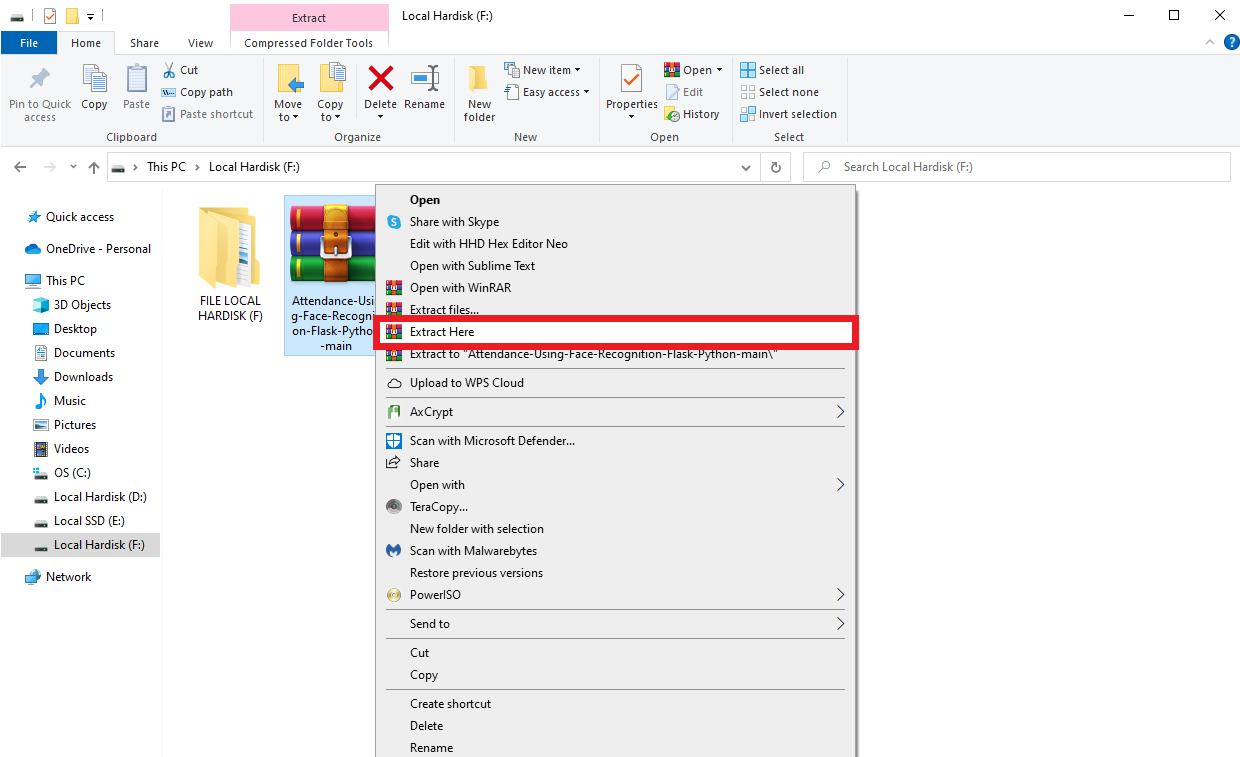 Extract
Local Hardisk (F:)
File
Home
Share
View
Compressed Folder Tools
Pin to Quick
access
Copy
Paste
Cut
Copy path
Paste shortcut
Clipboard
Move
to
Copy
to
Delete
Rename
Organize
New
folder
New item
Easy access
New
Properties
Open
Edit
History
Open
Select all
Select none
Invert selection
Select
This PC
Local Hardisk (F:)
Search Local Hardisk (F:)
Quick access
OneDrive - Personal
This PC
3D Objects
Desktop
Documents
Downloads
Music
Pictures
Videos
OS (C:)
Local Hardisk (D:)
Local SSD (E:)
Local Hardisk (F:)
Network
FILE LOCAL
HARDISK (F)
Attendance-Usi
g-Face-Recogni
on-Flask-Pytho
-main
Open
Share with Skype
Edit with HHD Hex Editor Neo
Open with Sublime Text
Open with WinRAR
Extract files...
Extract Here
Extract to "Attendance-Using-Face-Recognition-Flask-Python-main\"
Upload to WPS Cloud
AxCrypt
Scan with Microsoft Defender...
Share
Open with
TeraCopy...
New folder with selection
Scan with Malwarebytes
Restore previous versions
PowerISO
Send to
Cut
Copy
Create shortcut
Delete
Rename